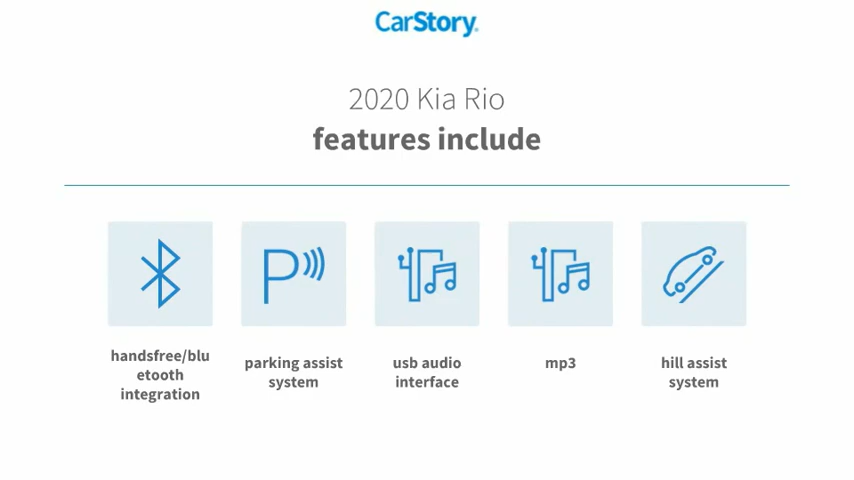 CarStory
2020 Kia Rio
features include
P
handsfree/blu
etooth
integration
parking assist
system
usb audio
interface
mp3
hill assist
system